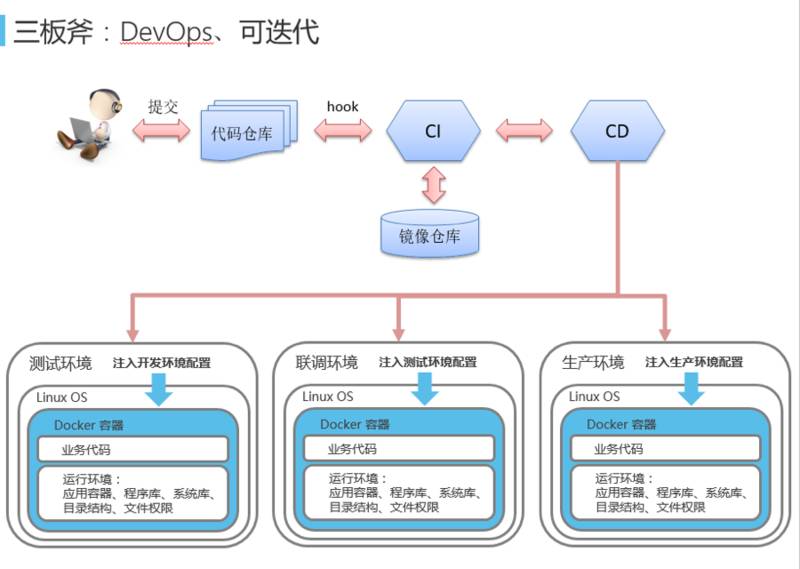 三板斧：DevOps、可迭代
提交
hook
代码仓库
CI
CD
镜像仓库
测试环境 注入开发环境配置
Linux OS
Docker 容器
业务代码
运行环境：
应用容器、程序库、系统库、
目录结构、文件权限
联调环境 注入测试环境配置
Linux OS
Docker 容器
业务代码
运行环境：
应用容器、程序库、系统库、
目录结构、文件权限
生产环境 注入生产环境配置
Linux OS
Docker 容器
业务代码
运行环境：
应用容器、程序库、系统库、
目录结构、文件权限